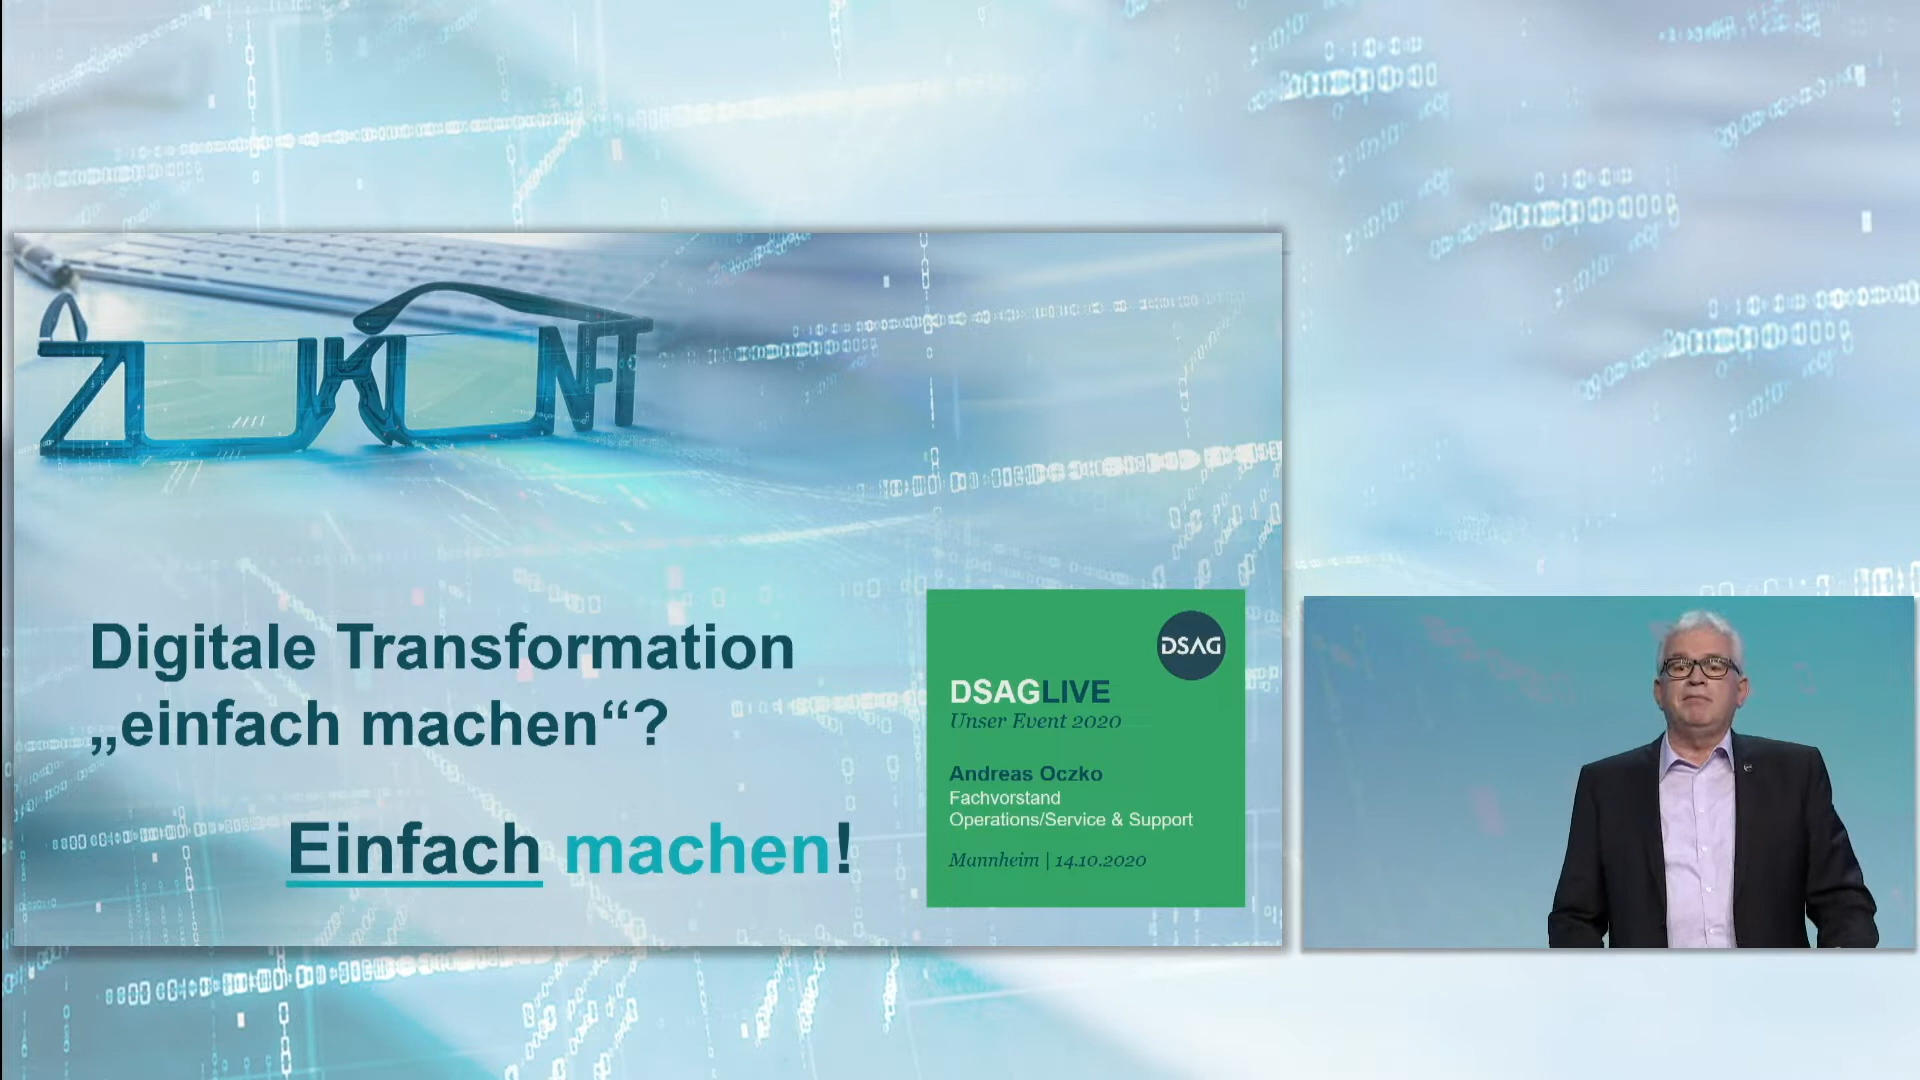 ZUKUNFT
Digitale Transformation
„einfach machen“?
Einfach machen!
DSAG
DSAGLIVE
Unser Event 2020
Andreas Oczko
Fachvorstand
Operations/Service & Support
Mannheim | 14.10.2020